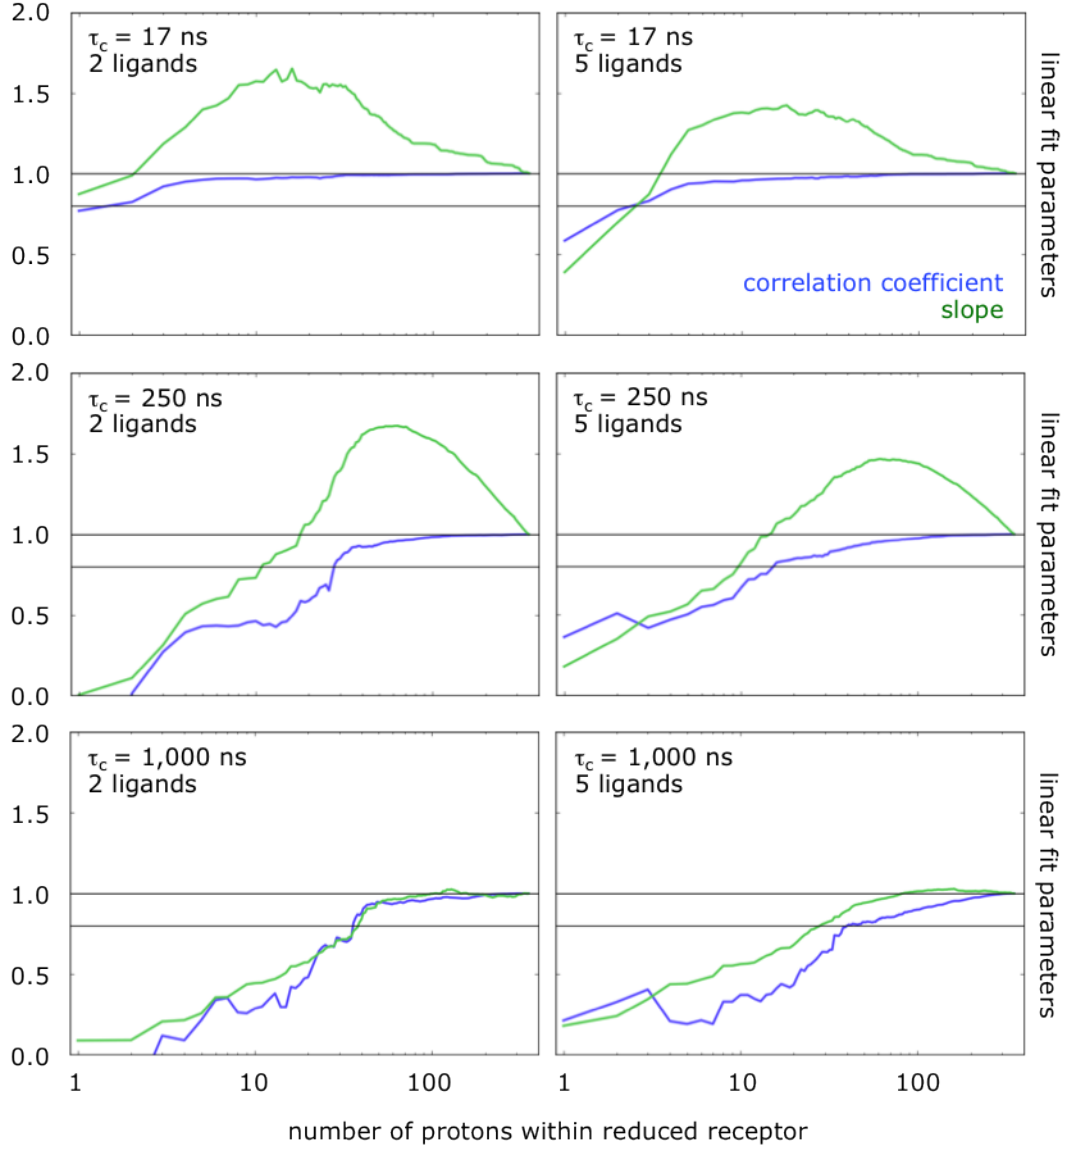 2.0
1.5
1.0
0.5
0.0
τc = 17 ns
2 ligands
τc = 17 ns
5 ligands
correlation coefficient
slope
linear fit parameters
2.0
1.5
1.0
0.5
0.0
τc = 250 ns
2 ligands
τc = 250 ns
5 ligands
linear fit parameters
2.0
1.5
1.0
0.5
0.0
τc = 1,000 ns
2 ligands
τc = 1,000 ns
5 ligands
linear fit parameters
1 10 100
1 10 100
number of protons within reduced receptor